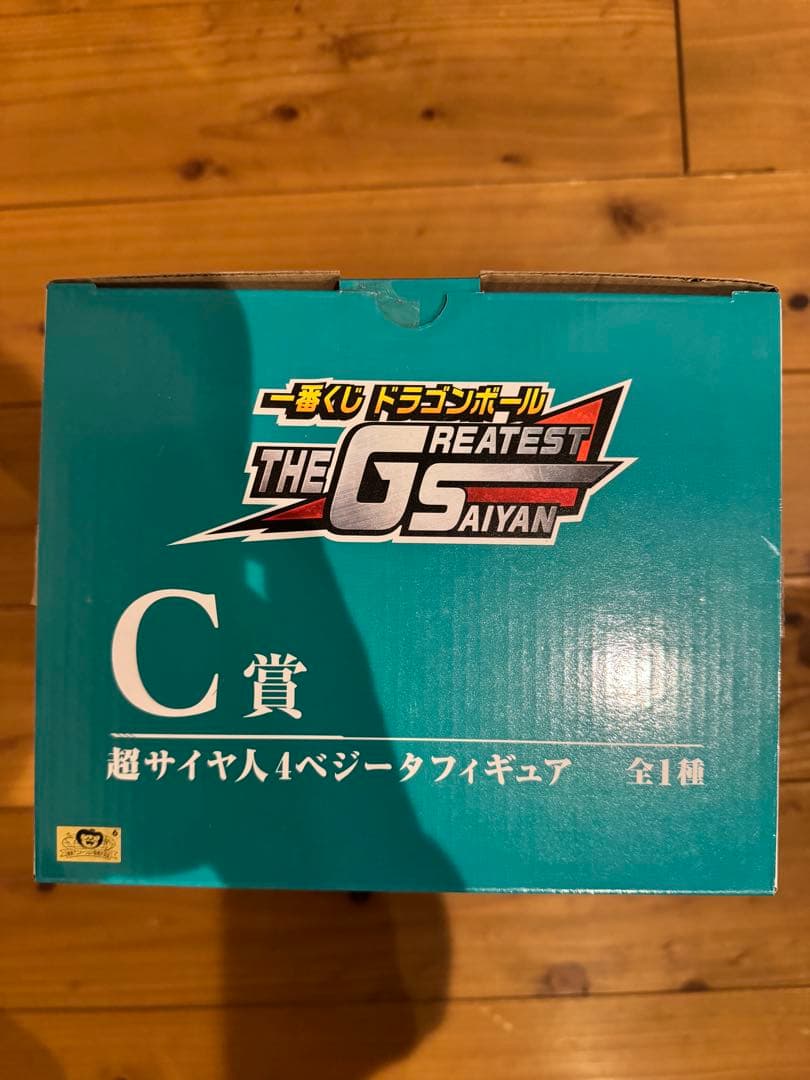 一番くじ ドラゴンボール
THE GREATEST
SAIYAN
C賞
超サイヤ人4ベジータフィギュア 全1種
6